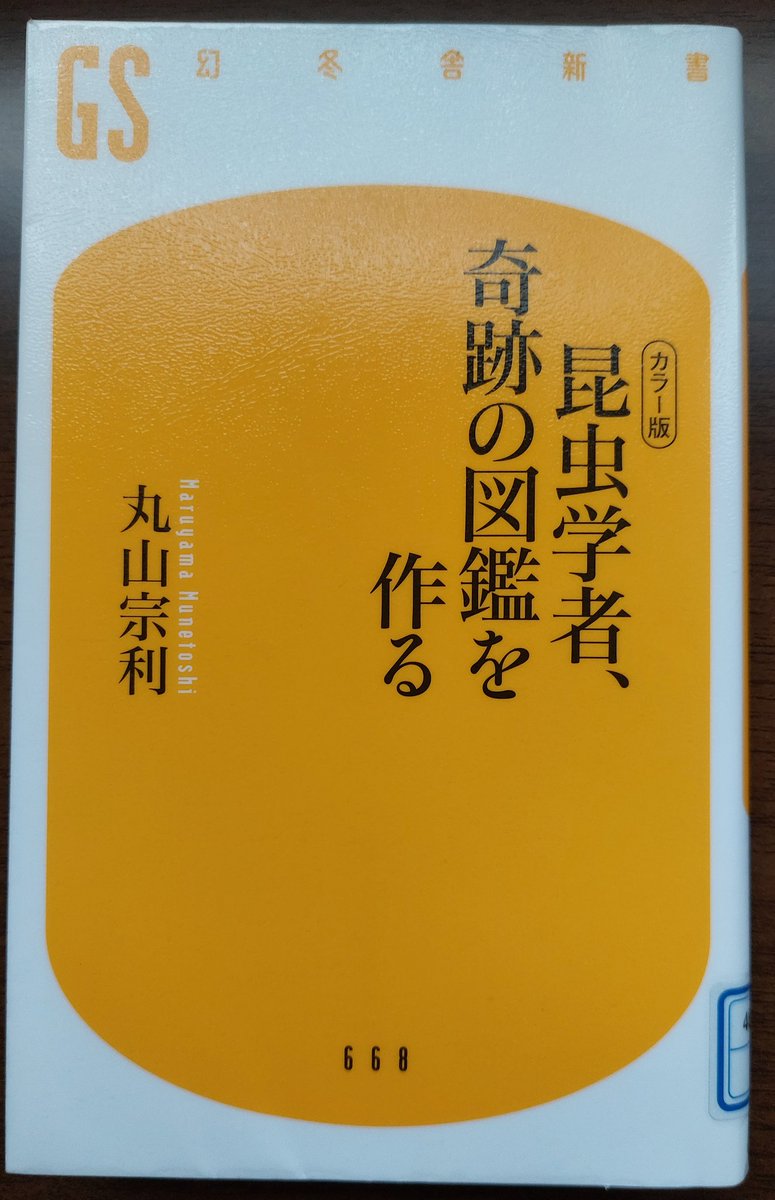 GS
幻冬舎新書
カラー版
昆虫学者、
奇跡の図鑑を
作る
Maruyama Munetoshi
丸山宗利
668